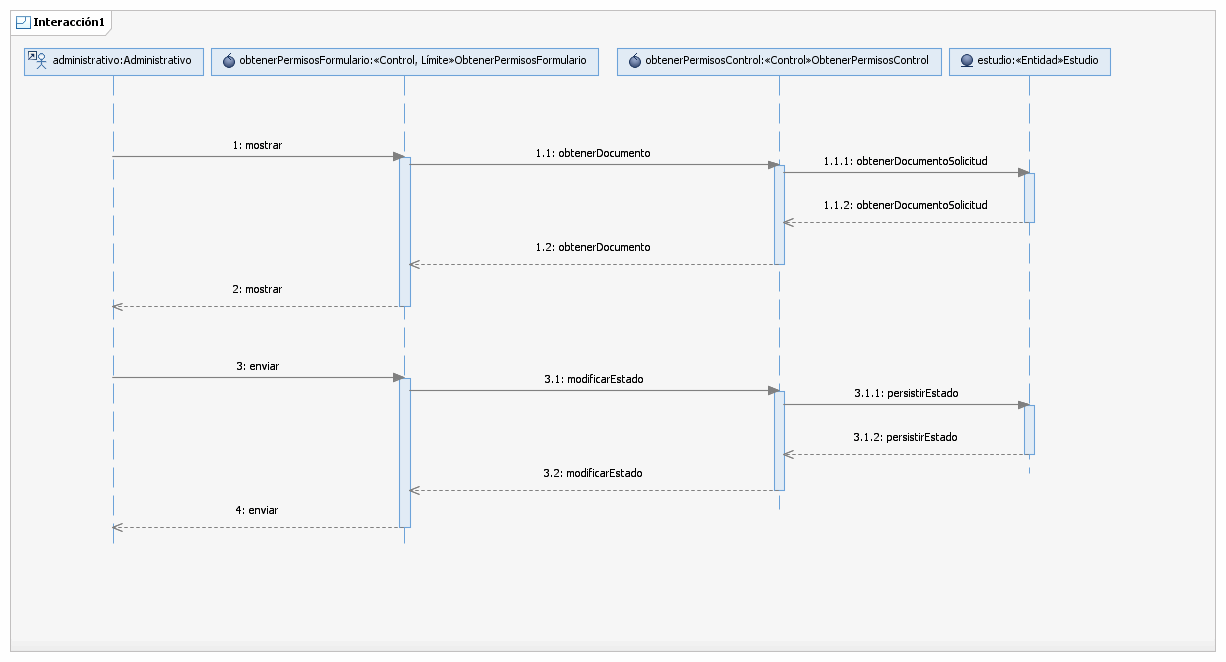 Interacción1
administrativo:Administrativo
obtenerPermisosFormulario:«Control, Límite»ObtenerPermisosFormulario
obtenerPermisosControl:«Control»ObtenerPermisosControl
estudio:«Entidad»Estudio
1: mostrar
1.1: obtenerDocumento
1.1.1: obtenerDocumentoSolicitud
1.1.2: obtenerDocumentoSolicitud
1.2: obtenerDocumento
2: mostrar
3: enviar
3.1: modificarEstado
3.1.1: persistirEstado
3.1.2: persistirEstado
3.2: modificarEstado
4: enviar